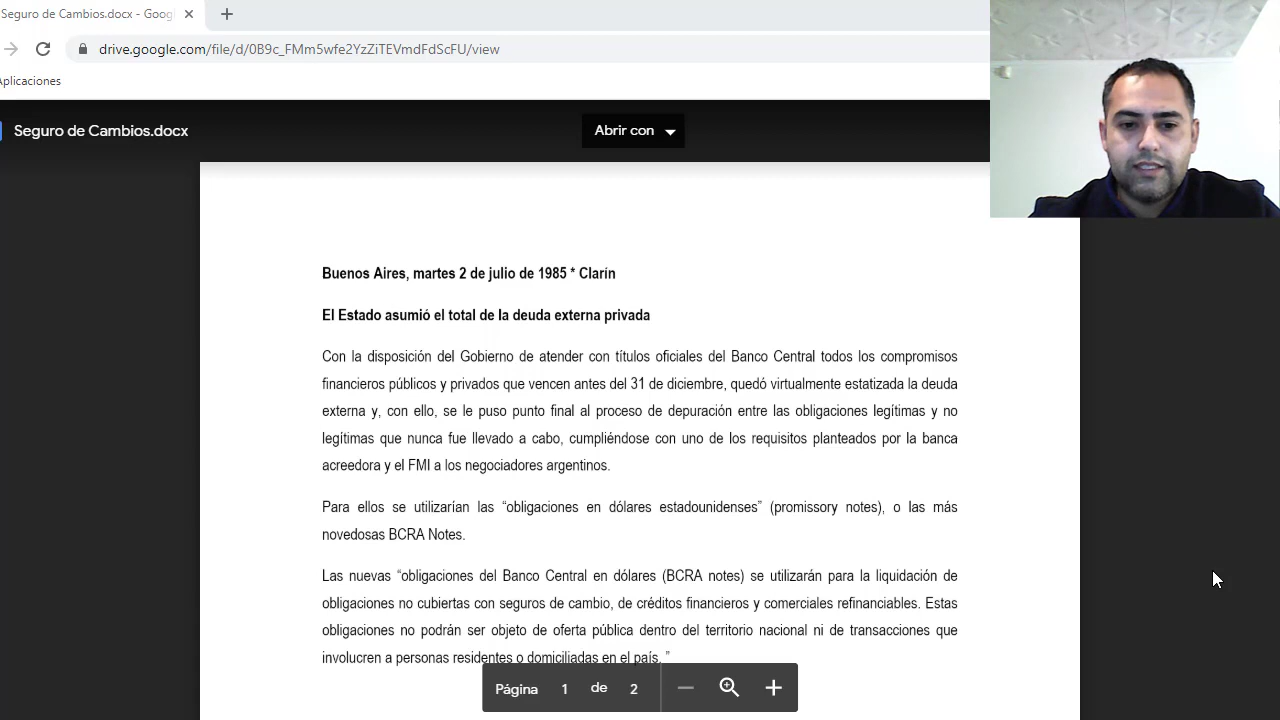 Seguro de Cambios.docx - Goog
drive.google.com/file/d/0B9c_FMm5wfe2YzZiTEVmdFdScFU/view
Aplicaciones
Seguro de Cambios.docx
Abrir con
Buenos Aires, martes 2 de julio de 1985 * Clarín
El Estado asumió el total de la deuda externa privada
Con la disposición del Gobierno de atender con títulos oficiales del Banco Central todos los compromisos
financieros públicos y privados que vencen antes del 31 de diciembre, quedó virtualmente estatizada la deuda
externa y, con ello, se le puso punto final al proceso de depuración entre las obligaciones legítimas y no
legítimas que nunca fue llevado a cabo, cumpliéndose con uno de los requisitos planteados por la banca
acreedora y el FMI a los negociadores argentinos.
Para ellos se utilizarían las “obligaciones en dólares estadounidenses” (promissory notes), o las más
novedosas BCRA Notes.
Las nuevas “obligaciones del Banco Central en dólares (BCRA notes) se utilizarán para la liquidación de
obligaciones no cubiertas con seguros de cambio, de créditos financieros y comerciales refinanciables. Estas
obligaciones no podrán ser objeto de oferta pública dentro del territorio nacional ni de transacciones que
involucren a personas residentes o domiciliadas en el país. ”
Página 1 de 2